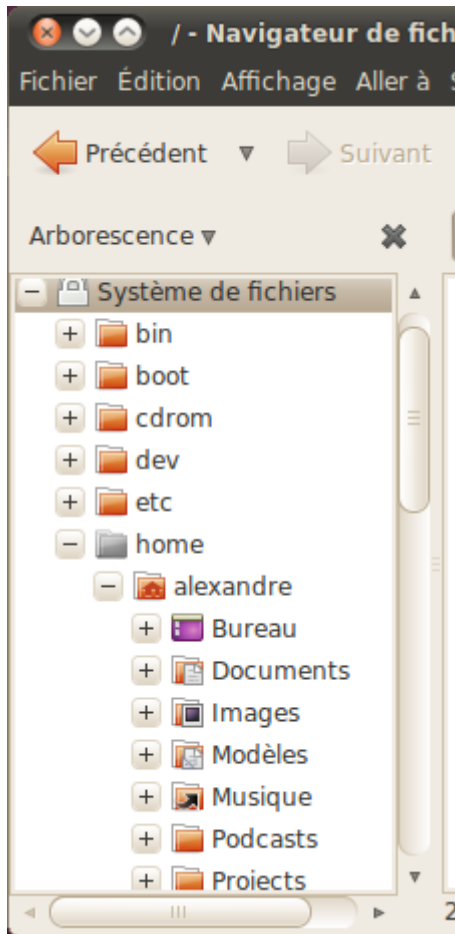 / - Navigateur de fich
Fichier Édition Affichage Aller à
Précédent Suivant
Arborescence
Système de fichiers
bin
boot
cdrom
dev
etc
home
alexandre
Bureau
Documents
Images
Modèles
Musique
Podcasts
Projects
2